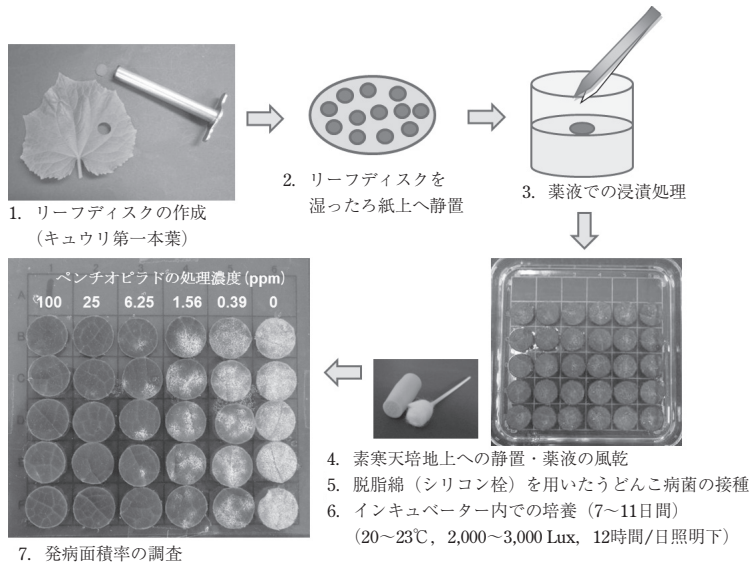 1. リーフディスクの作成
(キュウリ第一本葉)
2. リーフディスクを
湿ったろ紙上へ静置
3. 薬液での浸漬処理
4. 素寒天培地上への静置・薬液の風乾
5. 脱脂綿(シリコン栓)を用いたうどんこ病菌の接種
6. インキュベーター内での培養(7～11日間)
(20～23℃, 2,000～3,000 Lux, 12時間/日照明下)
ペンチオピラドの処理濃度(ppm)
100 25 6.25 1.56 0.39 0
7. 発病面積率の調査